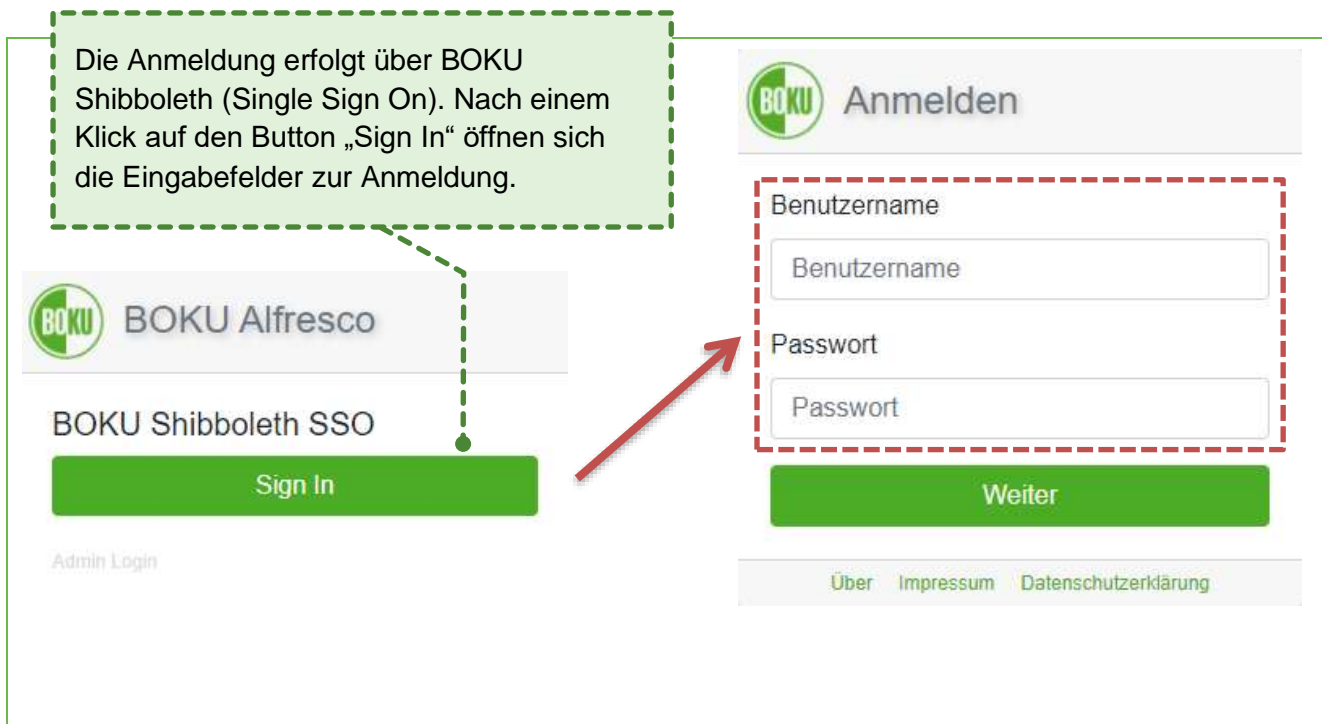 Die Anmeldung erfolgt über BOKU
Shibboleth (Single Sign On). Nach einem
Klick auf den Button „Sign In“ öffnen sich
die Eingabefelder zur Anmeldung.
BOKU
BOKU Alfresco
BOKU Shibboleth SSO
Sign In
Admin Login
BOKU
Anmelden
Benutzername
Benutzername
Passwort
Passwort
Weiter
Über Impressum Datenschutzerklärung